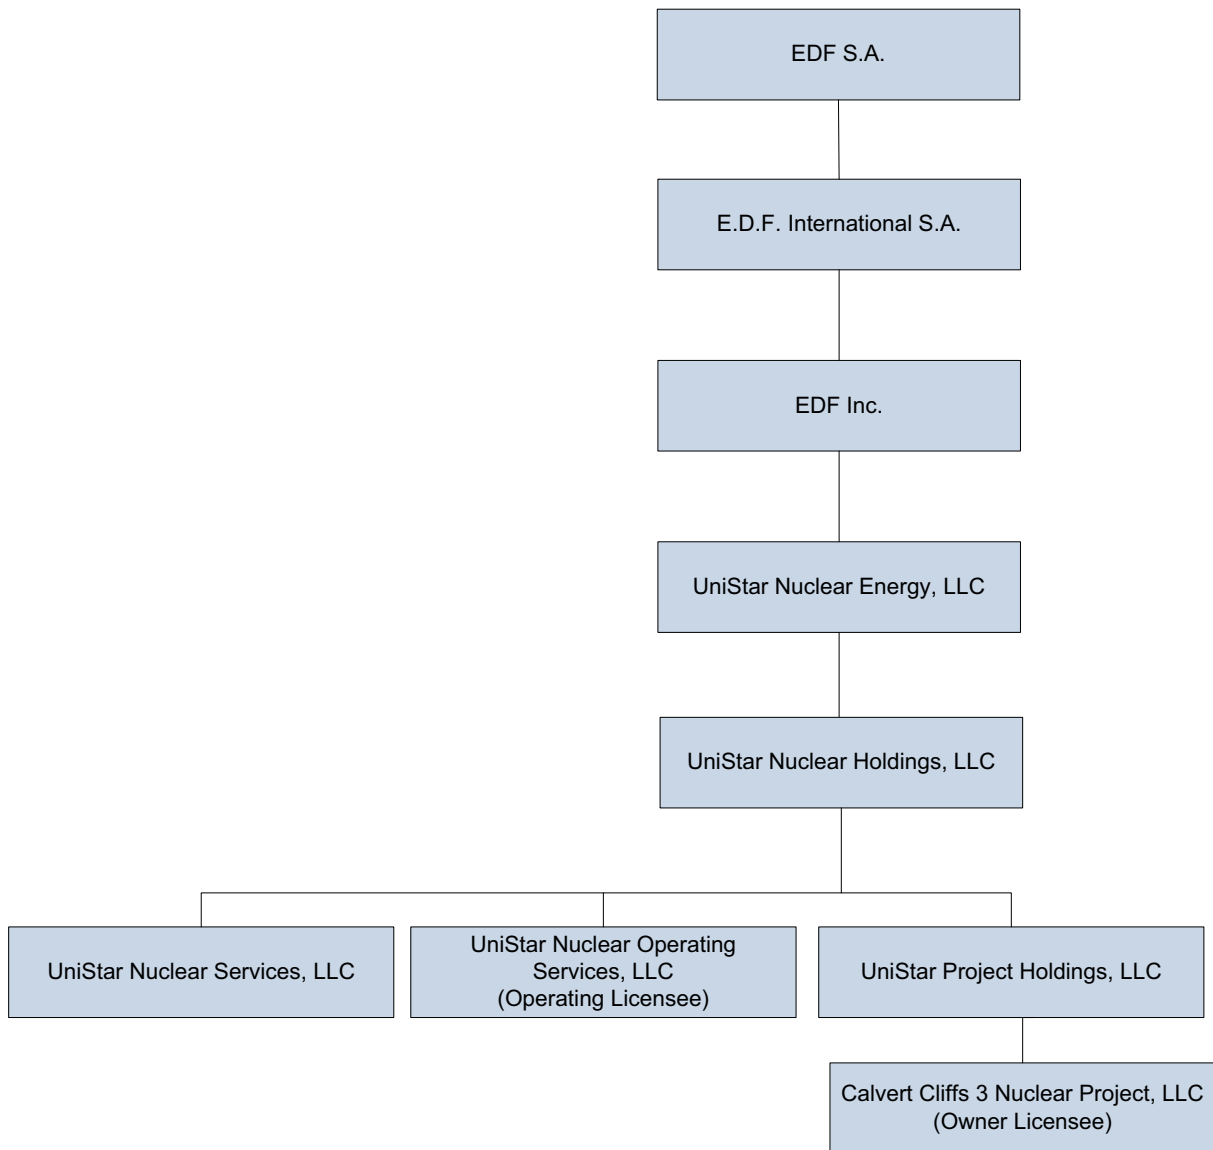 EDF S.A.
E.D.F. International S.A.
EDF Inc.
UniStar Nuclear Energy, LLC
UniStar Nuclear Holdings, LLC
UniStar Nuclear Services, LLC
UniStar Nuclear Operating
Services, LLC
(Operating Licensee)
UniStar Project Holdings, LLC
Calvert Cliffs 3 Nuclear Project, LLC
(Owner Licensee)